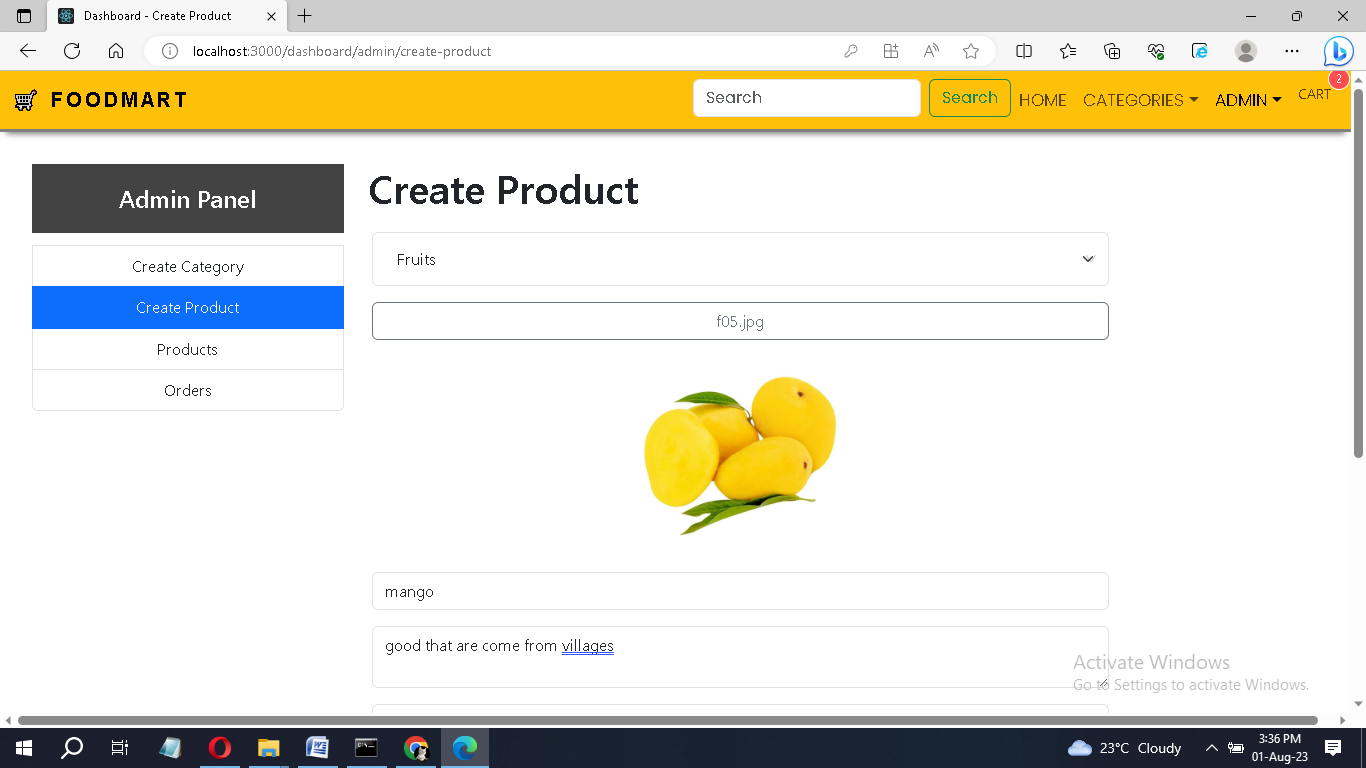 Dashboard - Create Product
localhost:3000/dashboard/admin/create-product
FOODMART
Search
Search
HOME
CATEGORIES
ADMIN
CART
2
Admin Panel
Create Category
Create Product
Products
Orders
Create Product
Fruits
f05.jpg
mango
good that are come from villages
Activate Windows
Go to Settings to activate Windows.
23°C Cloudy
3:36 PM
01-Aug-23